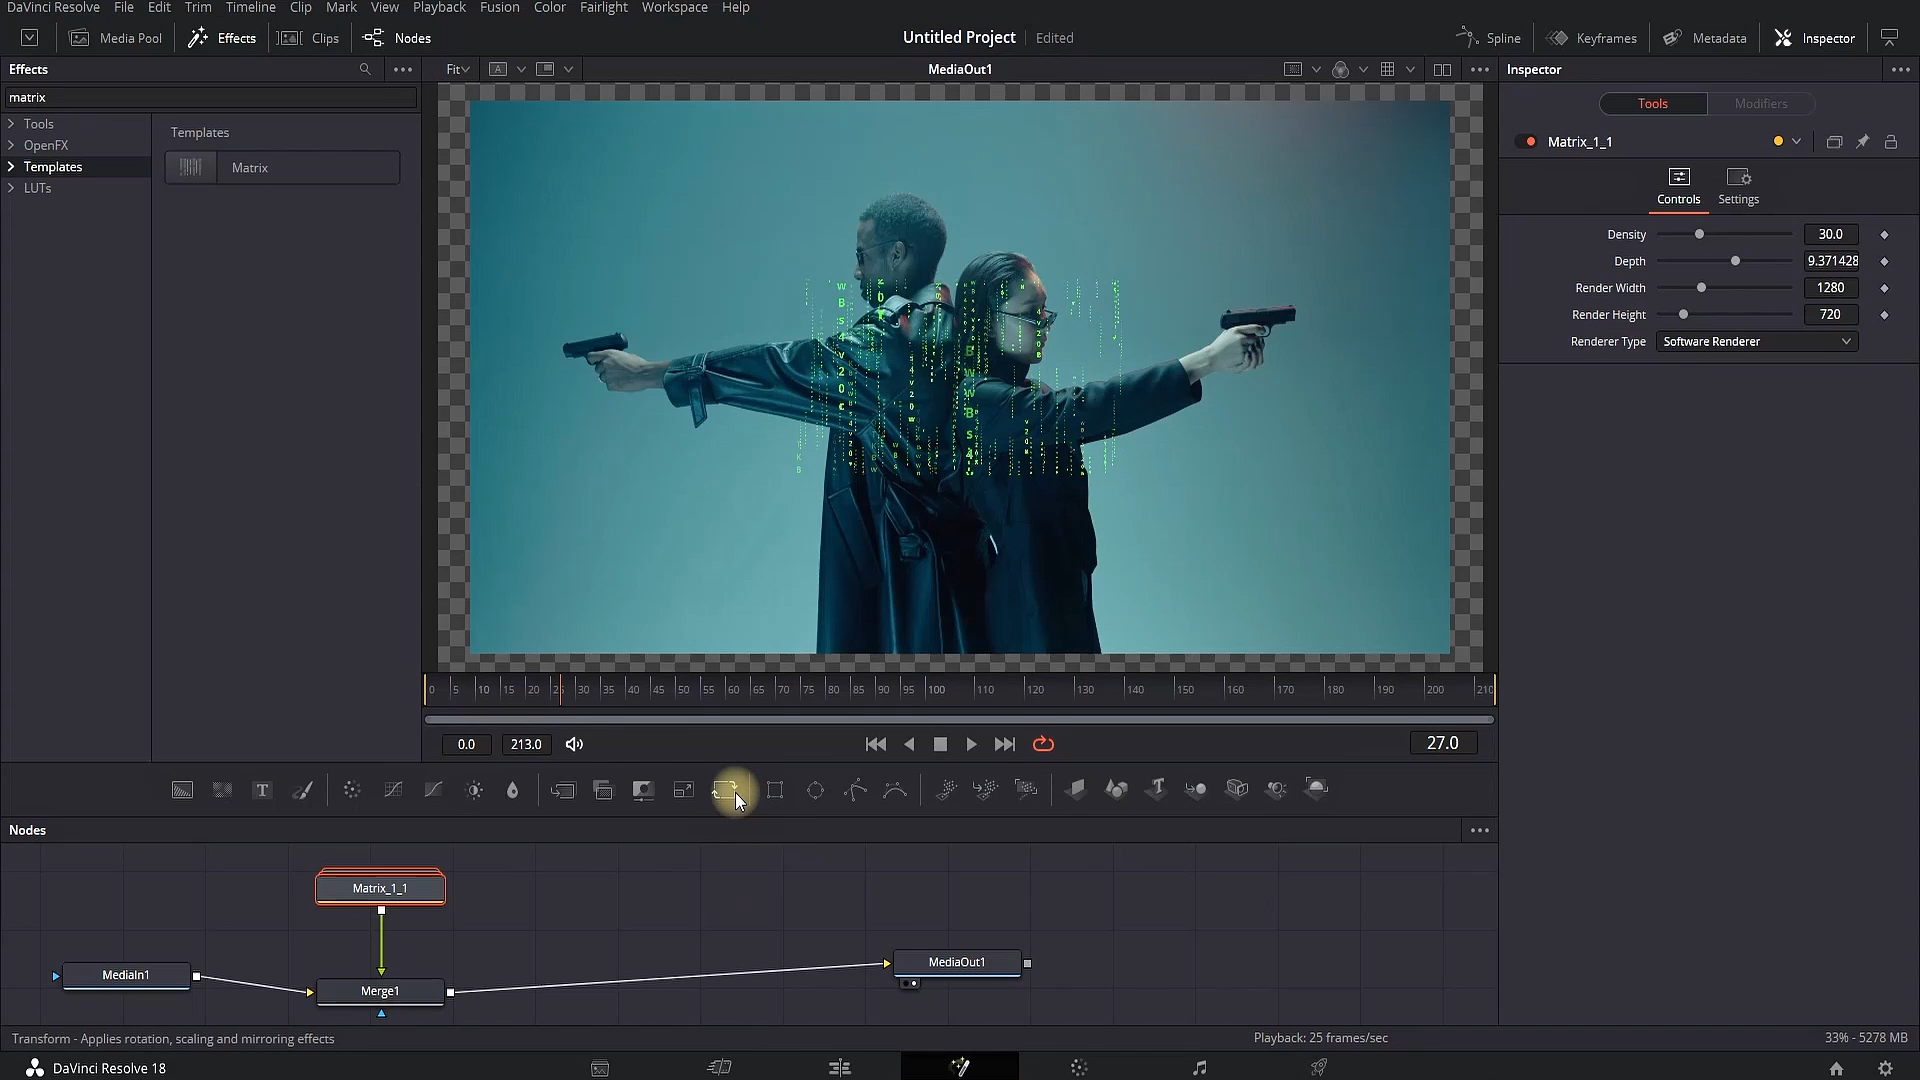 DaVinci Resolve File Edit Trim Timeline Clip Mark View Playback Fusion Color Fairlight Workspace Help
Media Pool Effects Clips Nodes Untitled Project Edited Spline Keyframes Metadata Inspector
Effects Fit MediaOut1 Inspector
matrix
Tools Modifiers
Tools
OpenFX
Templates
LUTs
Templates
Matrix
Matrix_1_1
Controls Settings
Density 30.0
Depth 9.371428
Render Width 1280
Render Height 720
Renderer Type Software Renderer
0 5 10 15 20 30 35 40 45 50 55 60 65 70 75 80 85 90 95 100 110 120 130 140 150 160 170 180 190 200 210
0.0 213.0 27.0
Nodes
Matrix_1_1
MediaIn1
Merge1
MediaOut1
Transform - Applies rotation, scaling and mirroring effects Playback: 25 frames/sec 33% - 5278 MB
DaVinci Resolve 18